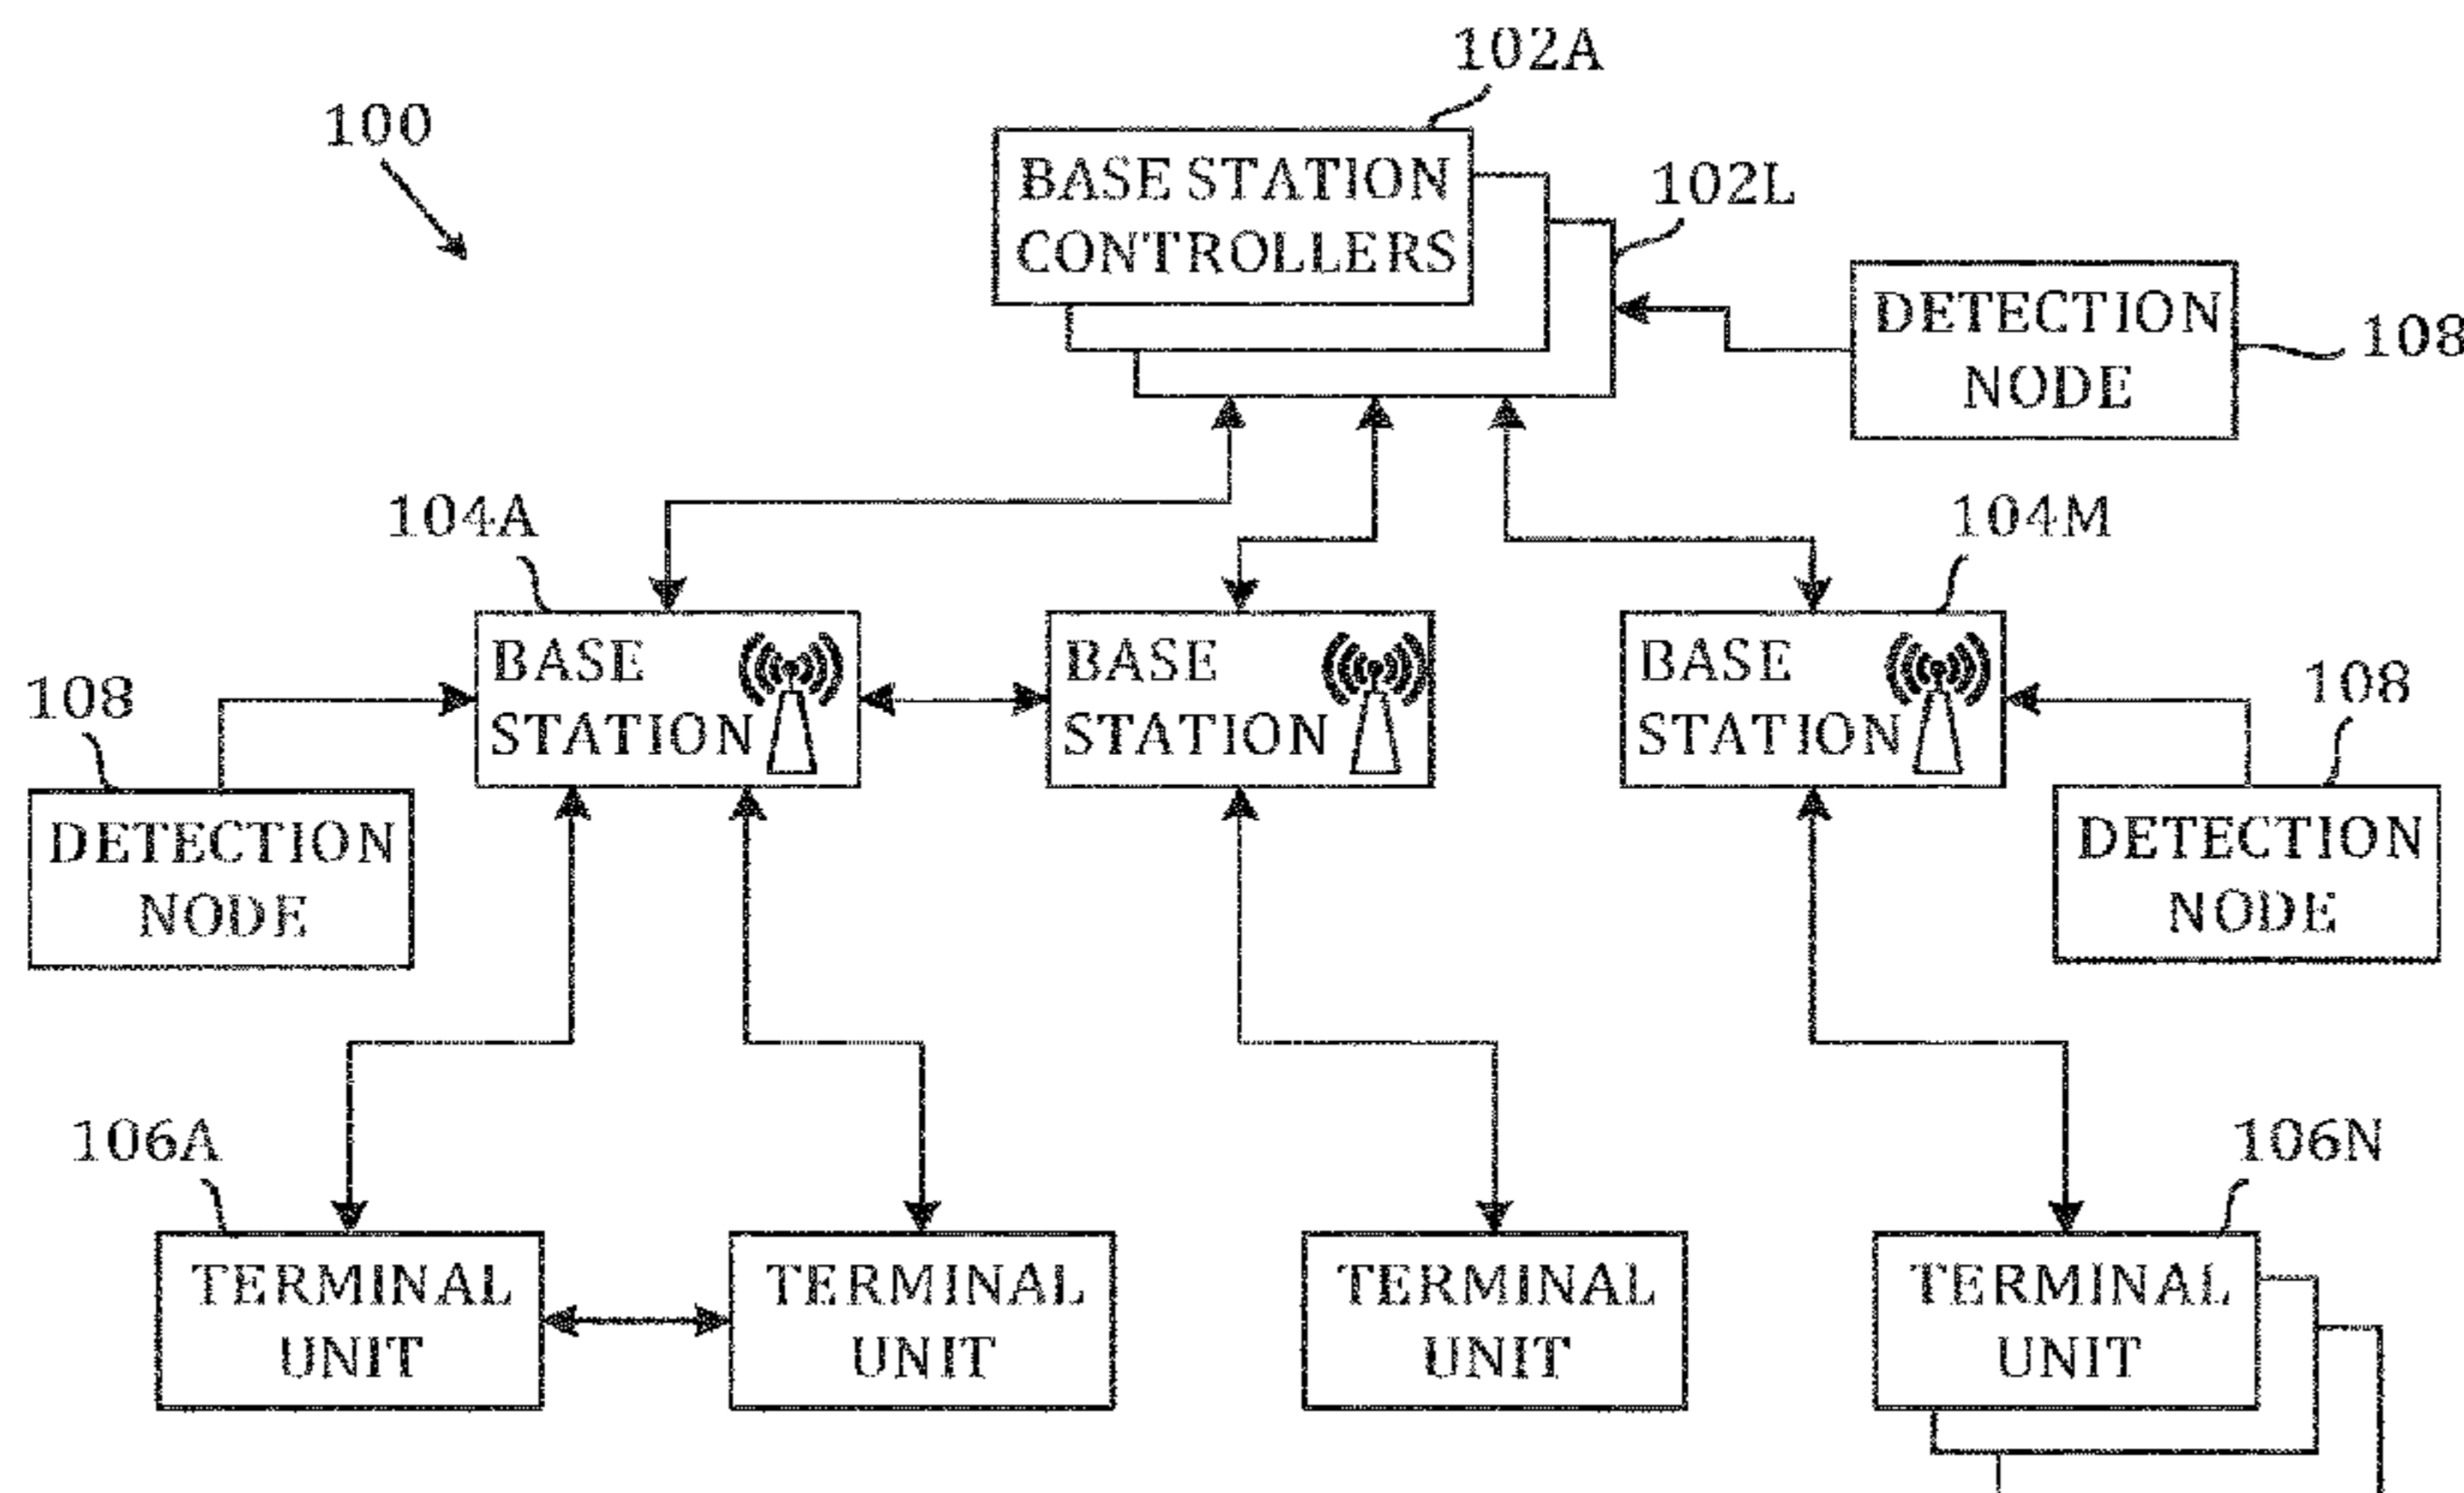 102A
100
BASE STATION
CONTROLLERS
102L
DETECTION
NODE
108
104A
104M
BASE
STATION
BASE
STATION
BASE
STATION
108
108
DETECTION
NODE
DETECTION
NODE
106A
106N
TERMINAL
UNIT
TERMINAL
UNIT
TERMINAL
UNIT
TERMINAL
UNIT